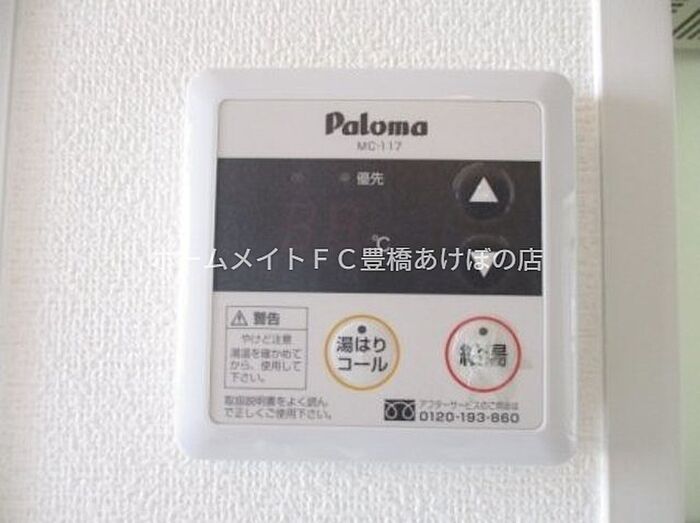 Paloma
MC-117
優先
℃
ームメイトFC豊橋あけぼの店
警告
やけど注意
湯温を確かめて
から、使用して
下さい。
湯はり
コール
給湯
取扱説明書をよく読ん
で正しくご使用下さい。
アフターサービスのご用命は
0120-193-860